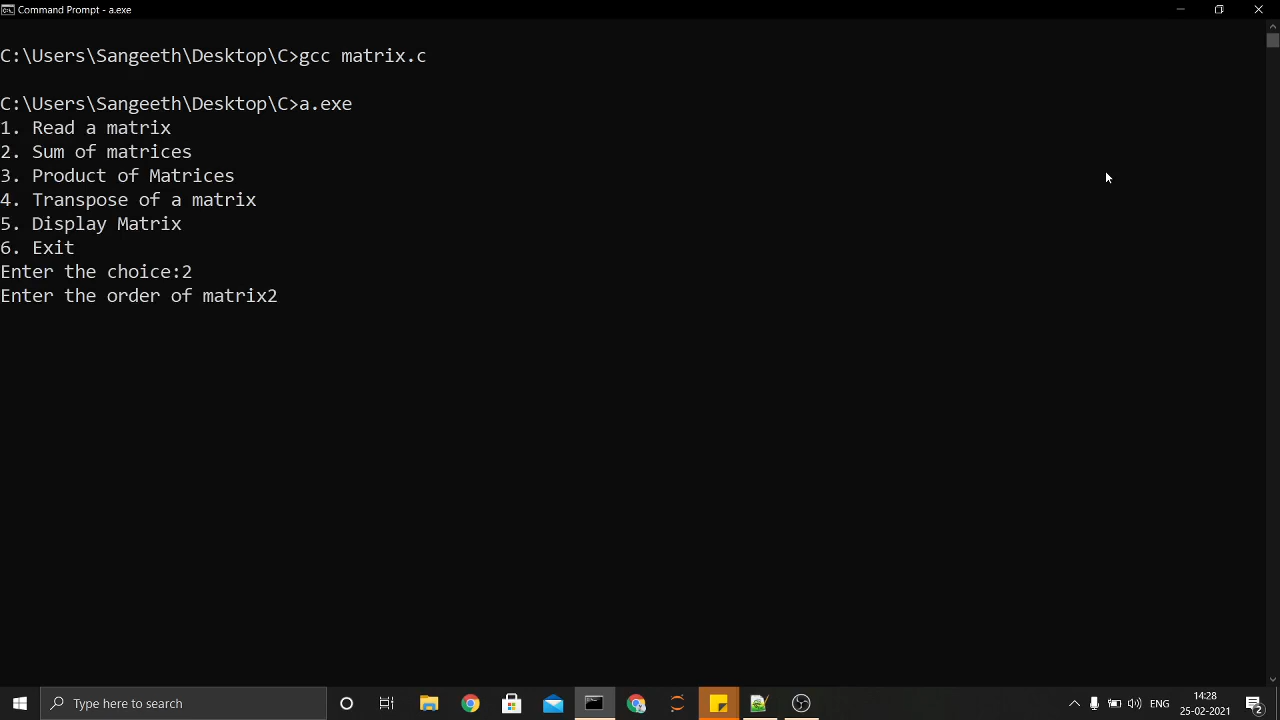 Command Prompt - a.exe
C:\Users\Sangeeth\Desktop\C>gcc matrix.c
C:\Users\Sangeeth\Desktop\C>a.exe
1. Read a matrix
2. Sum of matrices
3. Product of Matrices
4. Transpose of a matrix
5. Display Matrix
6. Exit
Enter the choice:2
Enter the order of matrix2
Type here to search
ENG
14:28
25-02-2021
2